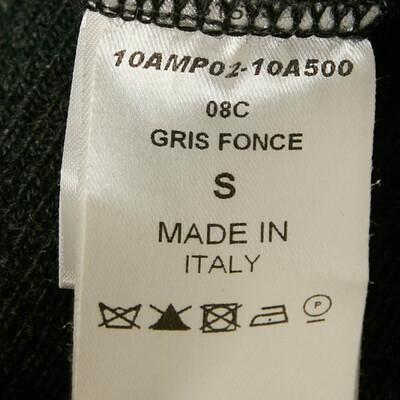 10AMP02-10A500
08C
GRIS FONCE
S
MADE IN
ITALY
P